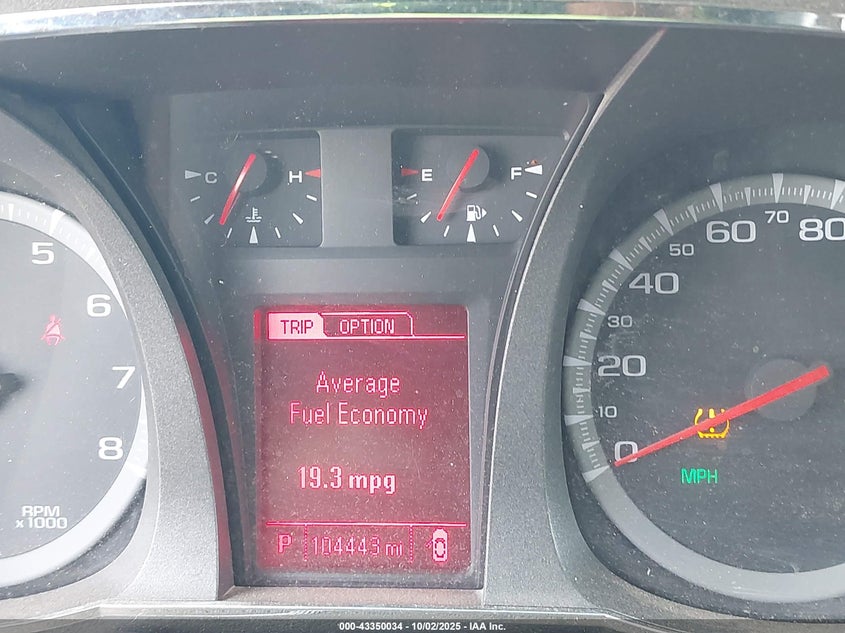 C H
E F
5
6
7
8
RPM
x1000
TRIP OPTION
Average
Fuel Economy
19.3 mpg
P 104443 mi
0
10
20
30
40
50
60
70
80
MPH
000-43350034 - 10/02/2025 - IAA Inc.